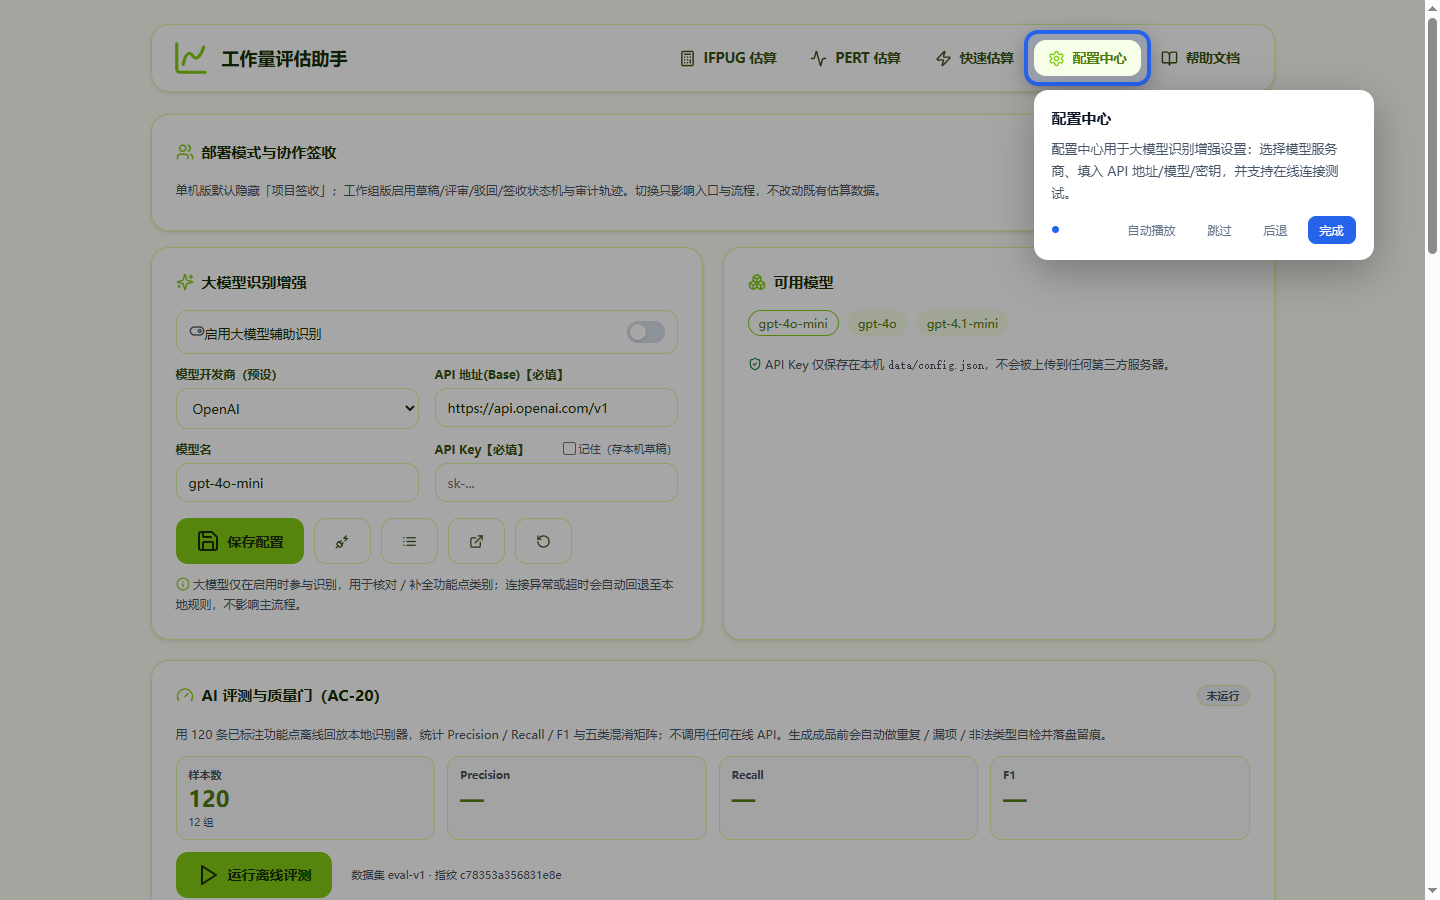 工作量评估助手
IFPUG 估算
PERT 估算
快速估算
配置中心
帮助文档
配置中心
配置中心用于大模型识别增强设置：选择模型服务
商、填入 API 地址/模型/密钥，并支持在线连接测
试。
自动播放
跳过
后退
完成
部署模式与协作签收
单机版默认隐藏「项目签收」；工作组版启用草稿/评审/驳回/签收状态机与审计轨迹。切换只影响入口与流程，不改动既有估算数据。
大模型识别增强
启用大模型辅助识别
模型开发商（预设）
OpenAI
API 地址(Base)【必填】
https://api.openai.com/v1
模型名
gpt-4o-mini
API Key【必填】
记住（存本机草稿）
sk-...
保存配置
大模型仅在启用时参与识别，用于核对 / 补全功能点类别；连接异常或超时会自动回退至本
地规则，不影响主流程。
可用模型
gpt-4o-mini
gpt-4o
gpt-4.1-mini
API Key 仅保存在本机 data/config.json，不会被上传到任何第三方服务器。
AI 评测与质量门（AC-20）
未运行
用 120 条已标注功能点离线回放本地识别器，统计 Precision / Recall / F1 与五类混淆矩阵；不调用任何在线 API。生成成品前会自动做重复 / 漏项 / 非法类型自检并落盘留痕。
样本数
120
12 组
Precision
—
Recall
—
F1
—
运行离线评测
数据集 eval-v1 · 指纹 c78353a356831e8e